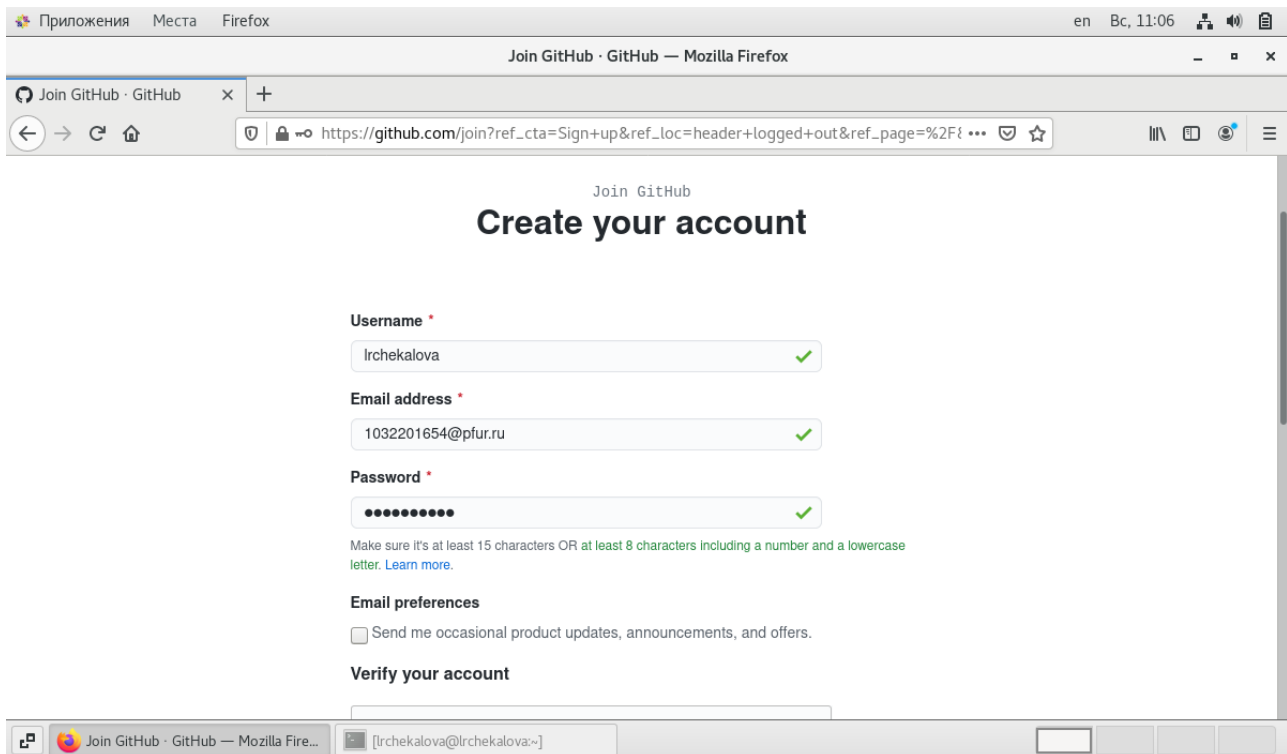 Приложения Места Firefox en Вс, 11:06
Join GitHub · GitHub — Mozilla Firefox
Join GitHub · GitHub
https://github.com/join?ref_cta=Sign+up&ref_loc=header+logged+out&ref_page=%2F
Join GitHub
Create your account
Username *
lrchekalova
Email address *
1032201654@pfur.ru
Password *
●●●●●●●●●●
Make sure it's at least 15 characters OR at least 8 characters including a number and a lowercase
letter. Learn more.
Email preferences
Send me occasional product updates, announcements, and offers.
Verify your account
Join GitHub · GitHub — Mozilla Fire... [lrchekalova@lrchekalova:~]